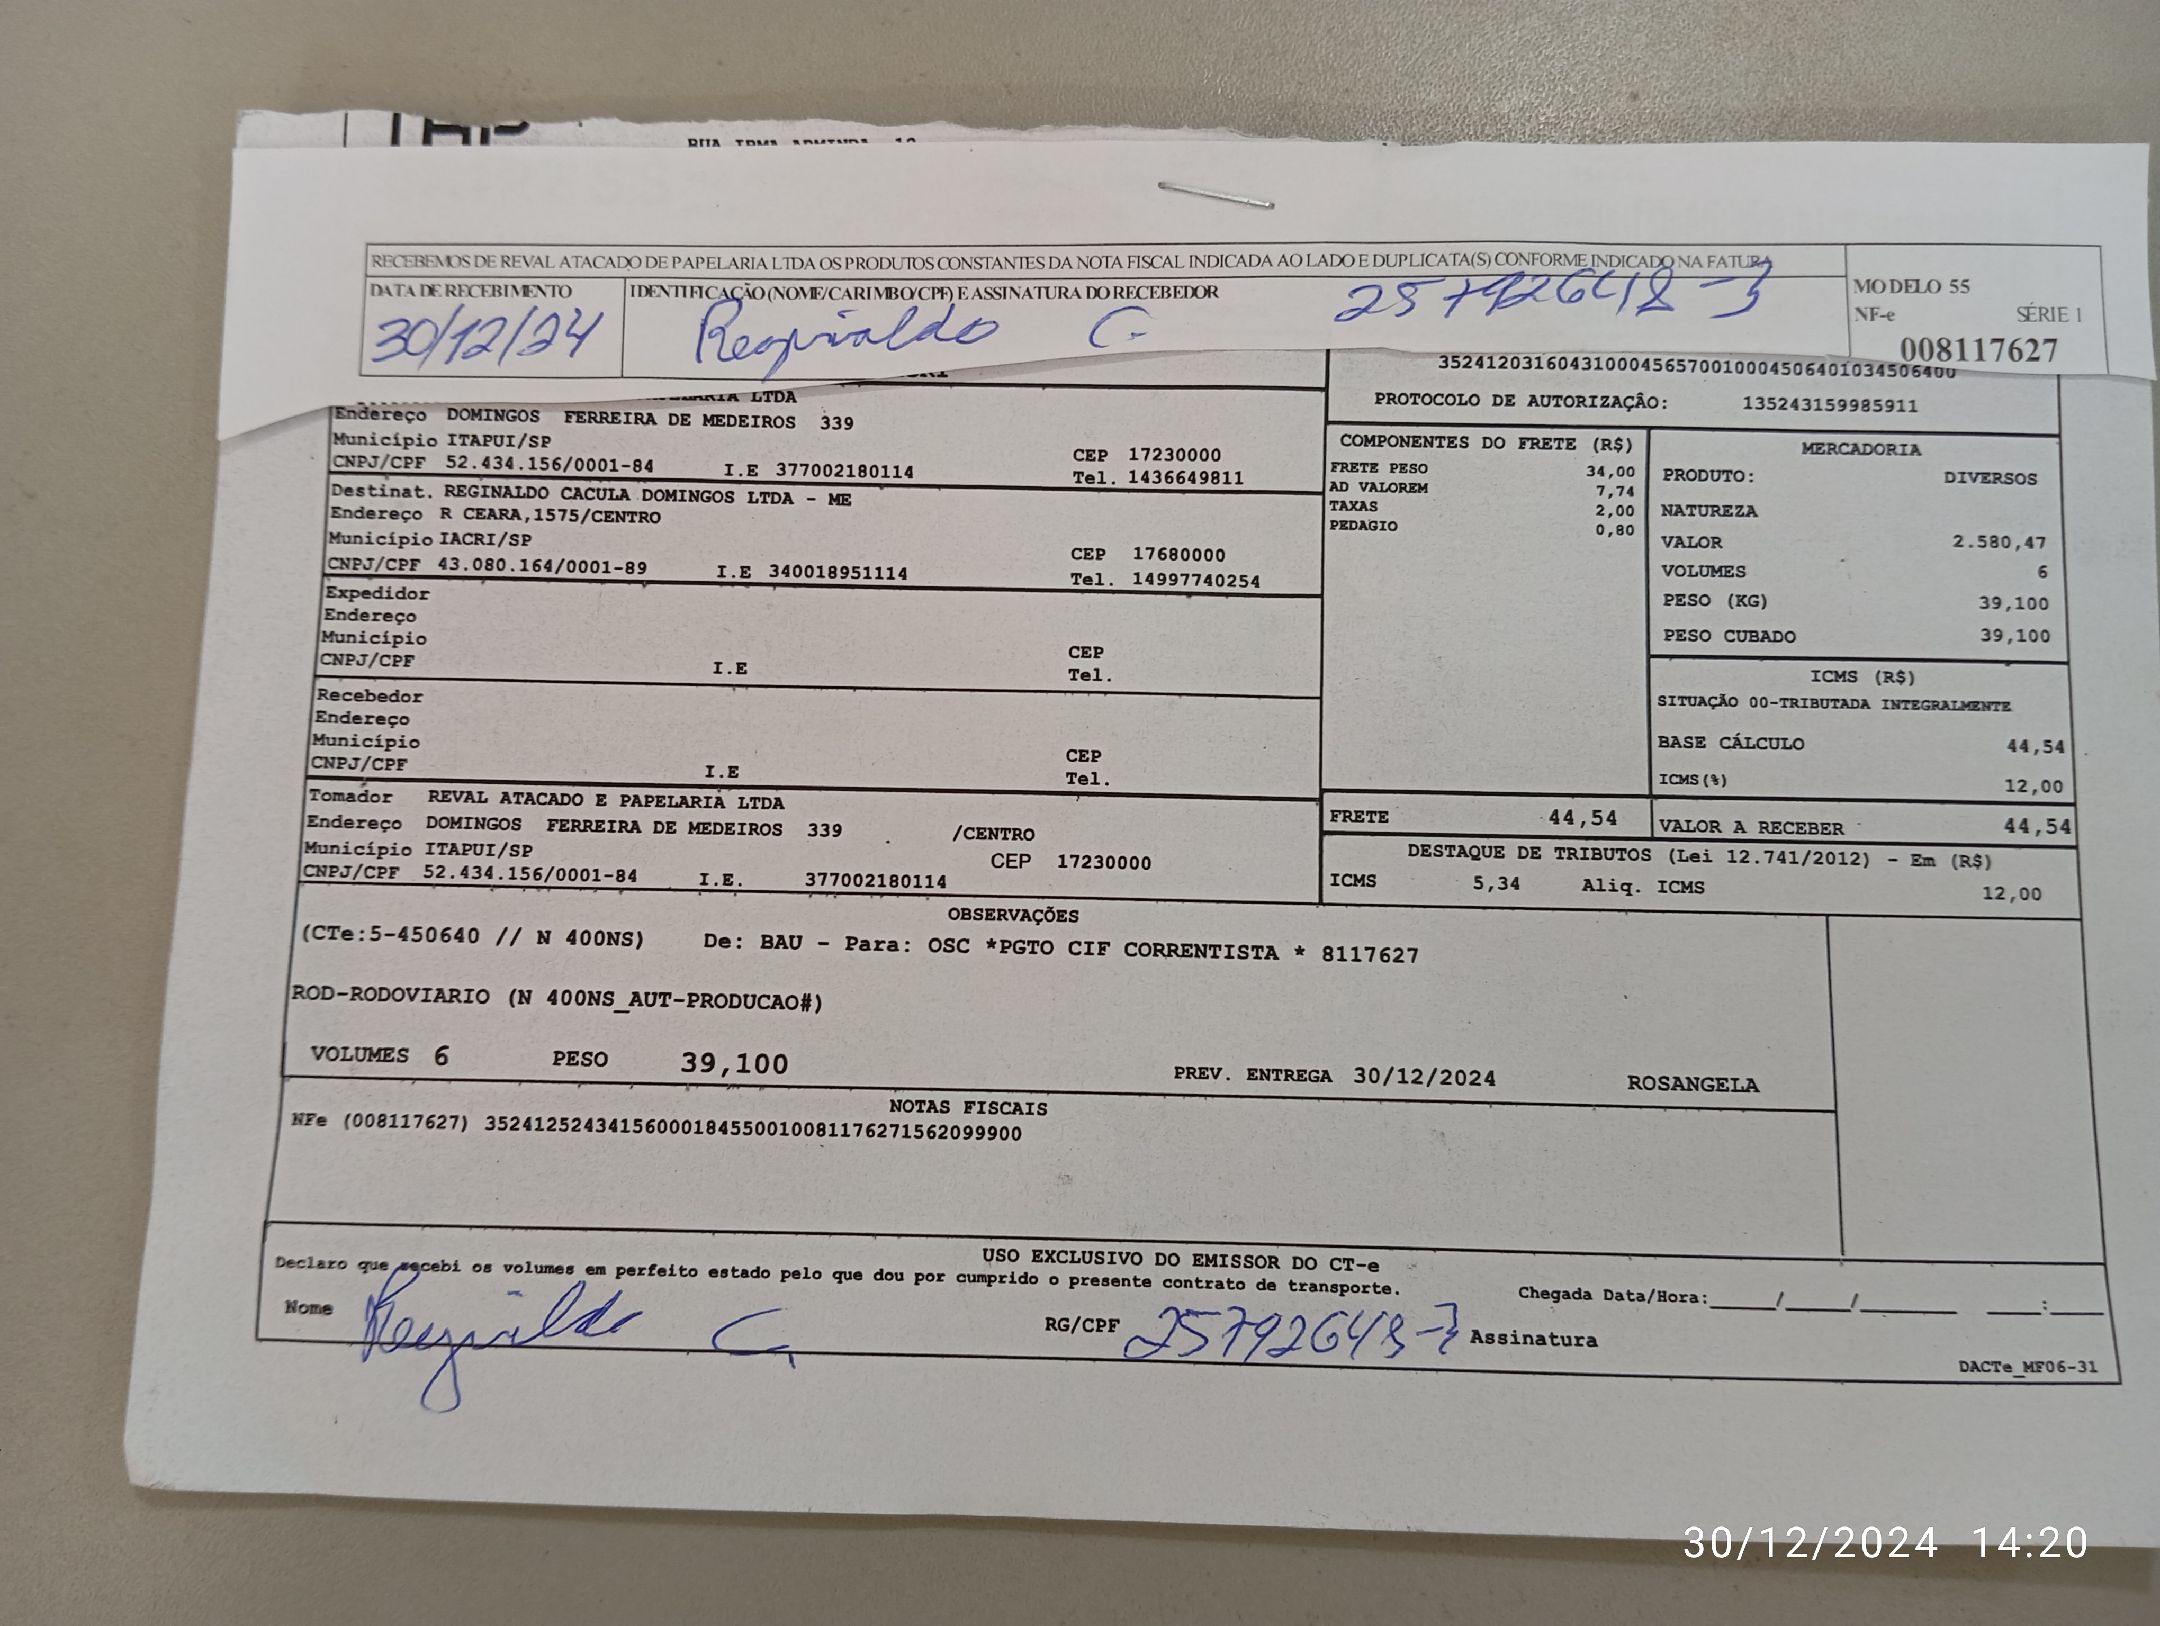 RECEBEMOS DE REVAL ATACADO DE PAPELARIA LTDA OS PRODUTOS CONSTANTES DA NOTA FISCAL INDICADA AO LADO E DUPLICATA(S) CONFORME INDICADO NA FATURA
DATA DE RECEBIMENTO IDENTIFICAÇÃO (NOME/CARIMBO/CPF) E ASSINATURA DO RECEBEDOR
30/12/24 Reginaldo C. 25792648-3
MODELO 55
NF-e SÉRIE 1
008117627
35241203160431000456570010004506401034506400
PROTOCOLO DE AUTORIZAÇÃO: 135243159985911
LTDA
Endereço DOMINGOS FERREIRA DE MEDEIROS 339
Município ITAPUI/SP CEP 17230000
CNPJ/CPF 52.434.156/0001-84 I.E 377002180114 Tel. 1436649811
Destinat. REGINALDO CACULA DOMINGOS LTDA - ME
Endereço R CEARA,1575/CENTRO
Município IACRI/SP CEP 17680000
CNPJ/CPF 43.080.164/0001-89 I.E 340018951114 Tel. 14997740254
Expedidor
Endereço
Município CEP
CNPJ/CPF I.E Tel.
Recebedor
Endereço
Município CEP
CNPJ/CPF I.E Tel.
Tomador REVAL ATACADO E PAPELARIA LTDA
Endereço DOMINGOS FERREIRA DE MEDEIROS 339 /CENTRO
Município ITAPUI/SP CEP 17230000
CNPJ/CPF 52.434.156/0001-84 I.E. 377002180114
COMPONENTES DO FRETE (R$)
FRETE PESO 34,00
AD VALOREM 7,74
TAXAS 2,00
PEDAGIO 0,80
MERCADORIA
PRODUTO: DIVERSOS
NATUREZA
VALOR 2.580,47
VOLUMES 6
PESO (KG) 39,100
PESO CUBADO 39,100
ICMS (R$)
SITUAÇÃO 00-TRIBUTADA INTEGRALMENTE
BASE CÁLCULO 44,54
ICMS(%) 12,00
FRETE 44,54 VALOR A RECEBER 44,54
DESTAQUE DE TRIBUTOS (Lei 12.741/2012) - Em (R$)
ICMS 5,34 Aliq. ICMS 12,00
OBSERVAÇÕES
(CTe:5-450640 // N 400NS) De: BAU - Para: OSC *PGTO CIF CORRENTISTA * 8117627
ROD-RODOVIARIO (N 400NS_AUT-PRODUCAO#)
VOLUMES 6 PESO 39,100 PREV. ENTREGA 30/12/2024 ROSANGELA
NOTAS FISCAIS
NFe (008117627) 35241252434156000184550010081176271562099900
USO EXCLUSIVO DO EMISSOR DO CT-e
Declaro que recebi os volumes em perfeito estado pelo que dou por cumprido o presente contrato de transporte.
Chegada Data/Hora:____/____/______ ____:____
Nome Reginaldo C. RG/CPF 25792648-3 Assinatura
DACTe_MF06-31
30/12/2024 14:20